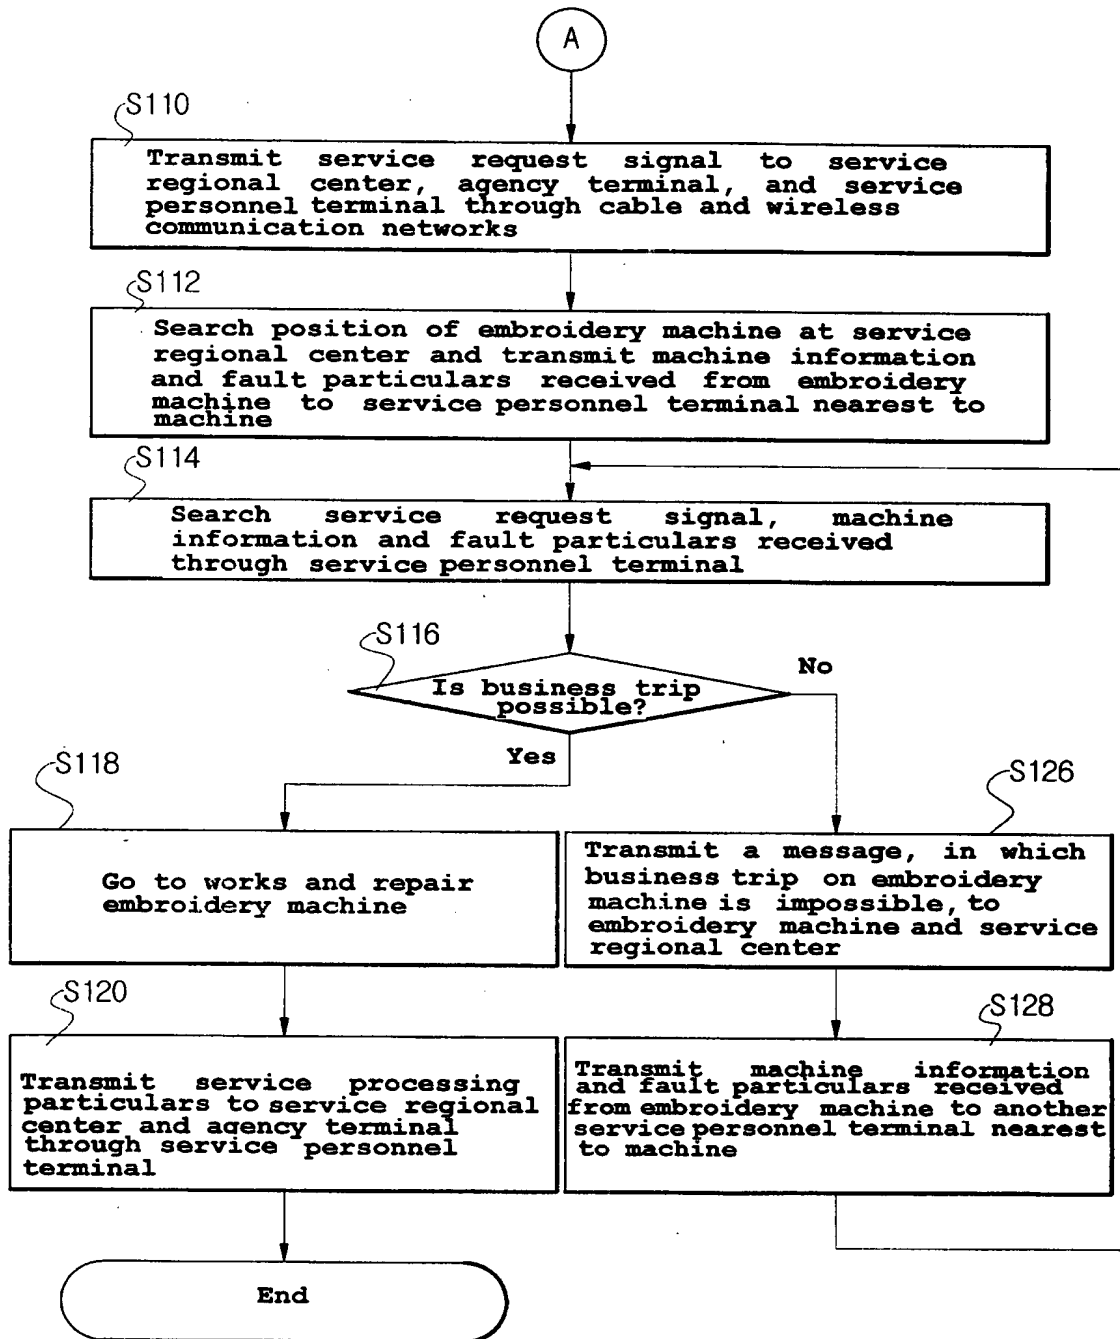 A
S110
Transmit service request signal to service
regional center, agency terminal, and service
personnel terminal through cable and wireless
communication networks
S112
Search position of embroidery machine at service
regional center and transmit machine information
and fault particulars received from embroidery
machine to service personnel terminal nearest to
machine
S114
Search service request signal, machine
information and fault particulars received
through service personnel terminal
S116
Is business trip
possible?
No
Yes
S118
Go to works and repair
embroidery machine
S126
Transmit a message, in which
business trip on embroidery
machine is impossible, to
embroidery machine and service
regional center
S120
Transmit service processing
particulars to service regional
center and agency terminal
through service personnel
terminal
S128
Transmit machine information
and fault particulars received
from embroidery machine to another
service personnel terminal nearest
to machine
End